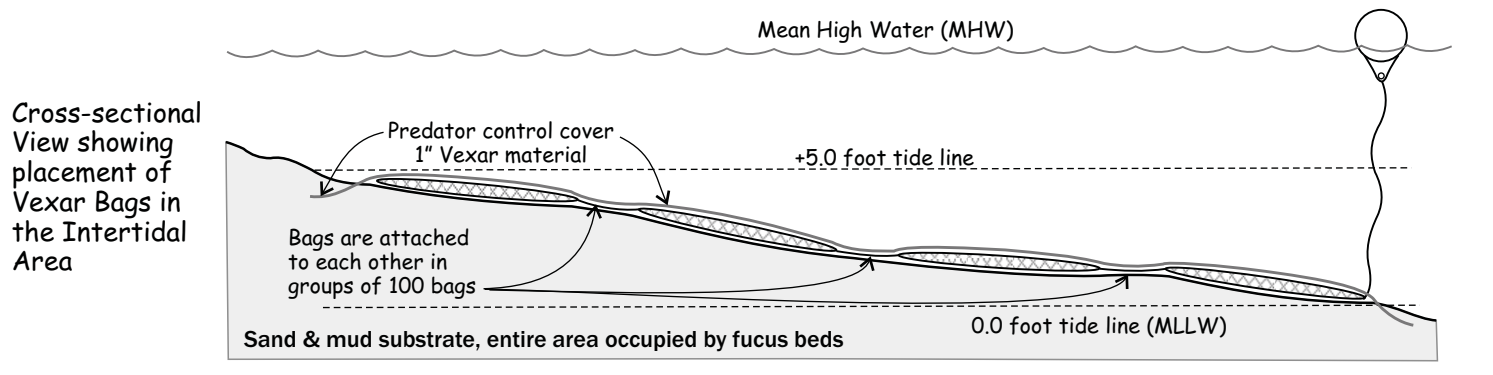 Mean High Water (MHW)
Cross-sectional
View showing
placement of
Vexar Bags in
the Intertidal
Area
Predator control cover
1” Vexar material
+5.0 foot tide line
Bags are attached
to each other in
groups of 100 bags
0.0 foot tide line (MLLW)
Sand & mud substrate, entire area occupied by fucus beds